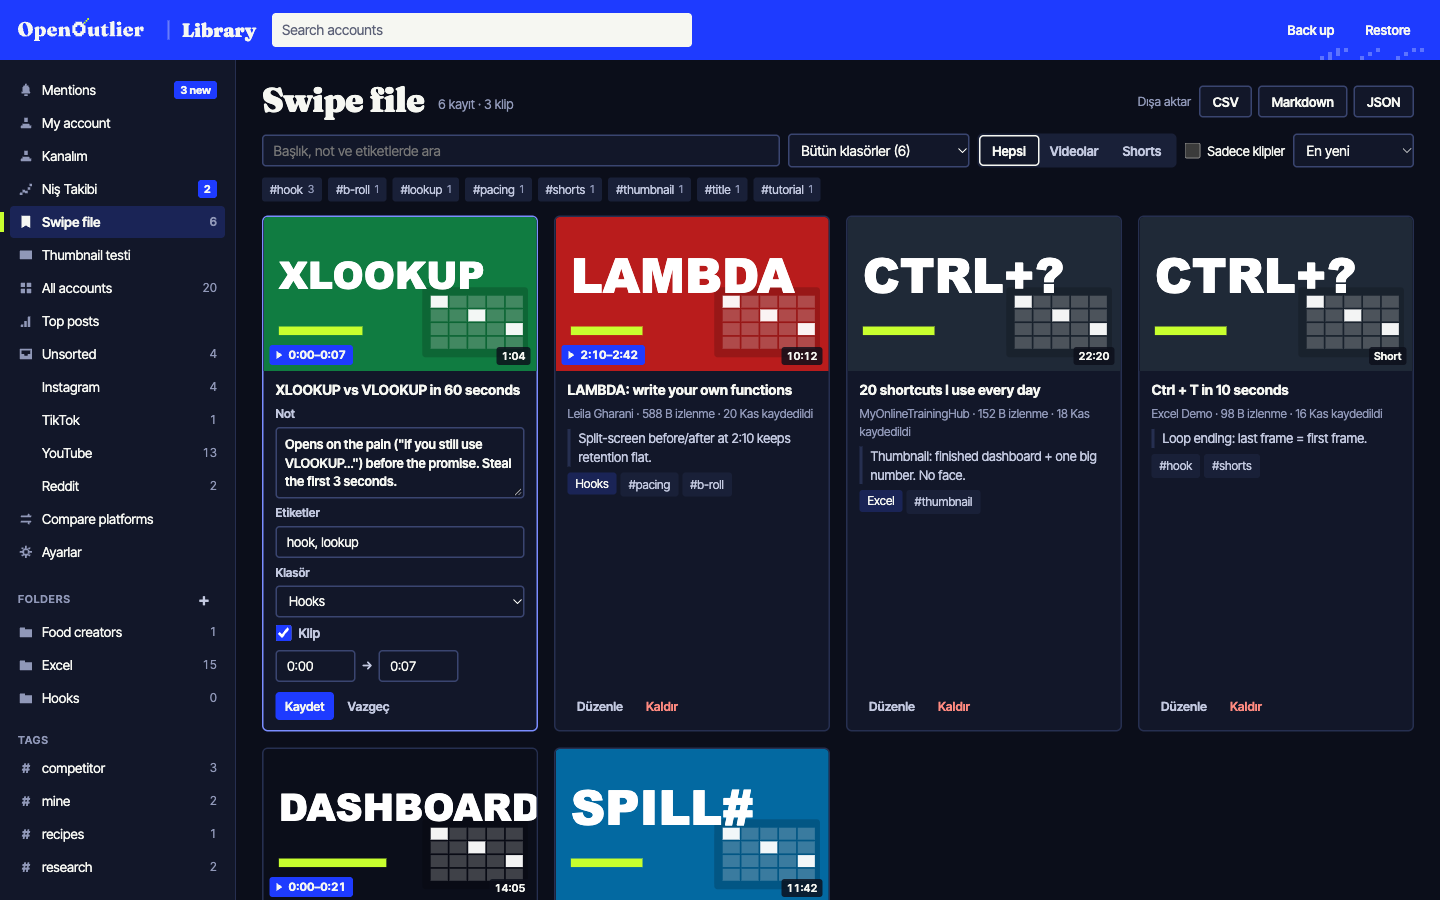 OpenOutlier Library
Search accounts
Back up
Restore
Mentions 3 new
My account
Kanalım
Niş Takibi 2
Swipe file 6
Thumbnail testi
All accounts 20
Top posts
Unsorted 4
Instagram 4
TikTok 1
YouTube 13
Reddit 2
Compare platforms
Ayarlar
FOLDERS +
Food creators 1
Excel 15
Hooks 0
TAGS
# competitor 3
# mine 2
# recipes 1
# research 2
Swipe file 6 kayıt · 3 klip
Dışa aktar CSV Markdown JSON
Başlık, not ve etiketlerde ara
Bütün klasörler (6)
Hepsi Videolar Shorts
Sadece klipler
En yeni
#hook 3 #b-roll 1 #lookup 1 #pacing 1 #shorts 1 #thumbnail 1 #title 1 #tutorial 1
XLOOKUP
0:00–0:07 1:04
XLOOKUP vs VLOOKUP in 60 seconds
Not
Opens on the pain ("If you still use
VLOOKUP…") before the promise. Steal
the first 3 seconds.
Etiketler
hook, lookup
Klasör
Hooks
Klip
0:00 → 0:07
Kaydet Vazgeç
LAMBDA
2:10–2:42 10:12
LAMBDA: write your own functions
Leila Gharani · 588 B izlenme · 20 Kas kaydedildi
Split-screen before/after at 2:10 keeps
retention flat.
Hooks #pacing #b-roll
Düzenle Kaldır
CTRL+?
22:20
20 shortcuts I use every day
MyOnlineTrainingHub · 152 B izlenme · 18 Kas
kaydedildi
Thumbnail: finished dashboard + one big
number. No face.
Excel #thumbnail
Düzenle Kaldır
CTRL+?
Short
Ctrl + T in 10 seconds
Excel Demo · 98 B izlenme · 16 Kas kaydedildi
Loop ending: last frame = first frame.
#hook #shorts
Düzenle Kaldır
DASHBOARD
0:00–0:21 14:05
SPILL#
11:42